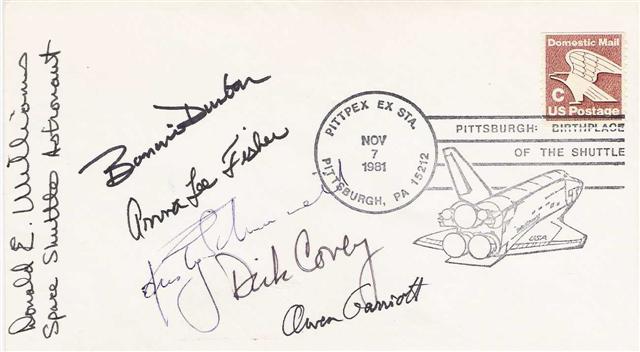 Donald E. Williams
Space Shuttle Astronaut
Bonnie Dunbar
Anna Lee Fisher
Dick Covey
Owen Garriott
PITTPEX EX STA.
NOV
7
1981
PITTSBURGH, PA 15212
Domestic Mail
C
US Postage
PITTSBURGH: BIRTHPLACE
OF THE SHUTTLE
USA